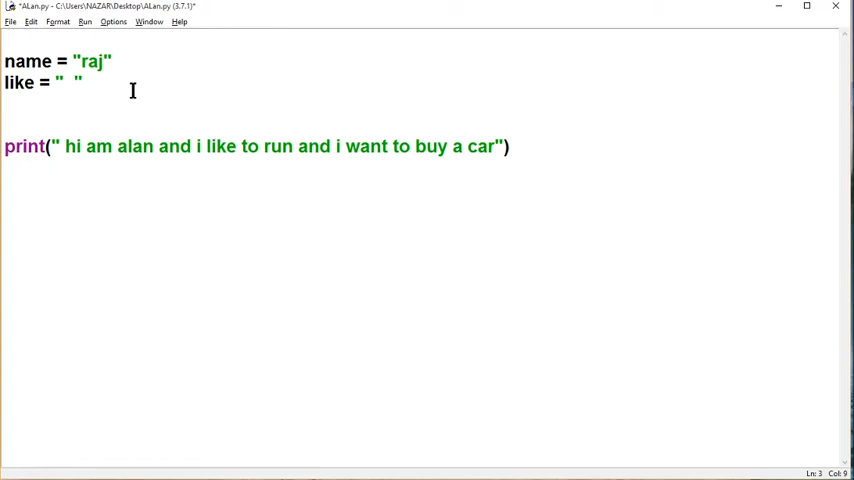 *ALan.py - C:\Users\NAZAR\Desktop\ALan.py (3.7.1)*
File Edit Format Run Options Window Help
name = "raj"
like = "  "
print(" hi am alan and i like to run and i want to buy a car")
Ln: 3 Col: 9